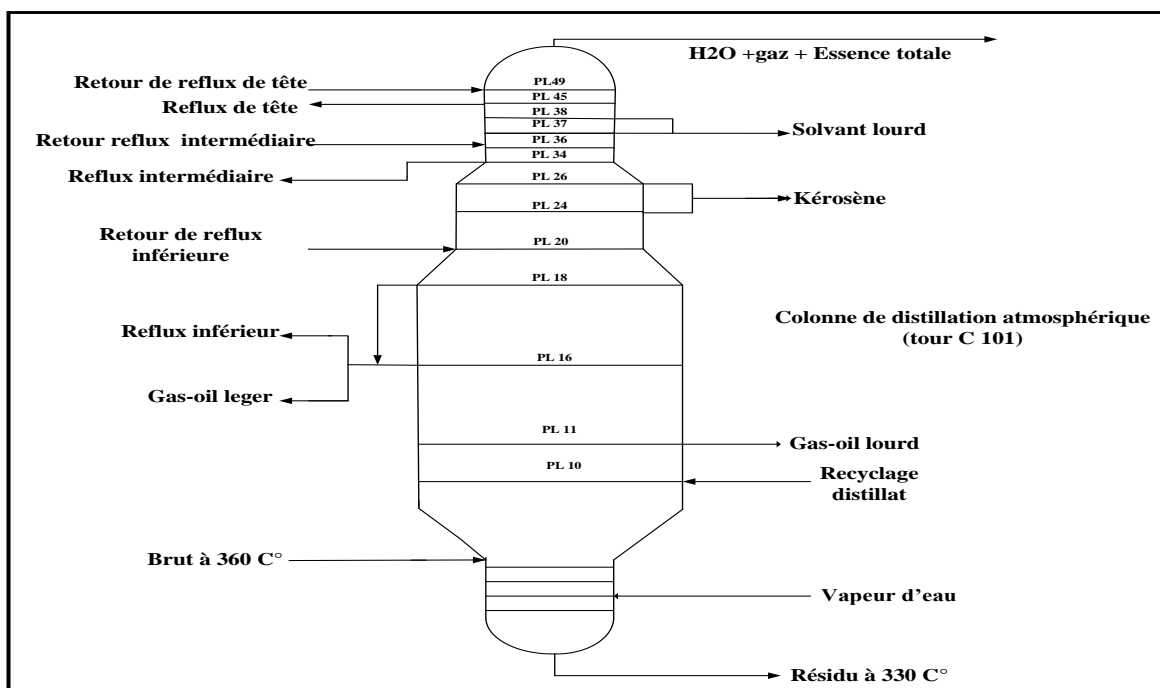 H2O +gaz + Essence totale
PL49
Retour de reflux de tête
PL 45
Reflux de tête
PL 38
PL 37
Solvant lourd
Retour reflux intermédiaire
PL 36
PL 34
Reflux intermédiaire
PL 26
Kérosène
PL 24
Retour de reflux
inférieure
PL 20
PL 18
Colonne de distillation atmosphérique
(tour C 101)
Reflux inférieur
PL 16
Gas-oil leger
PL 11
Gas-oil lourd
PL 10
Recyclage
distillat
Brut à 360 C°
Vapeur d’eau
Résidu à 330 C°